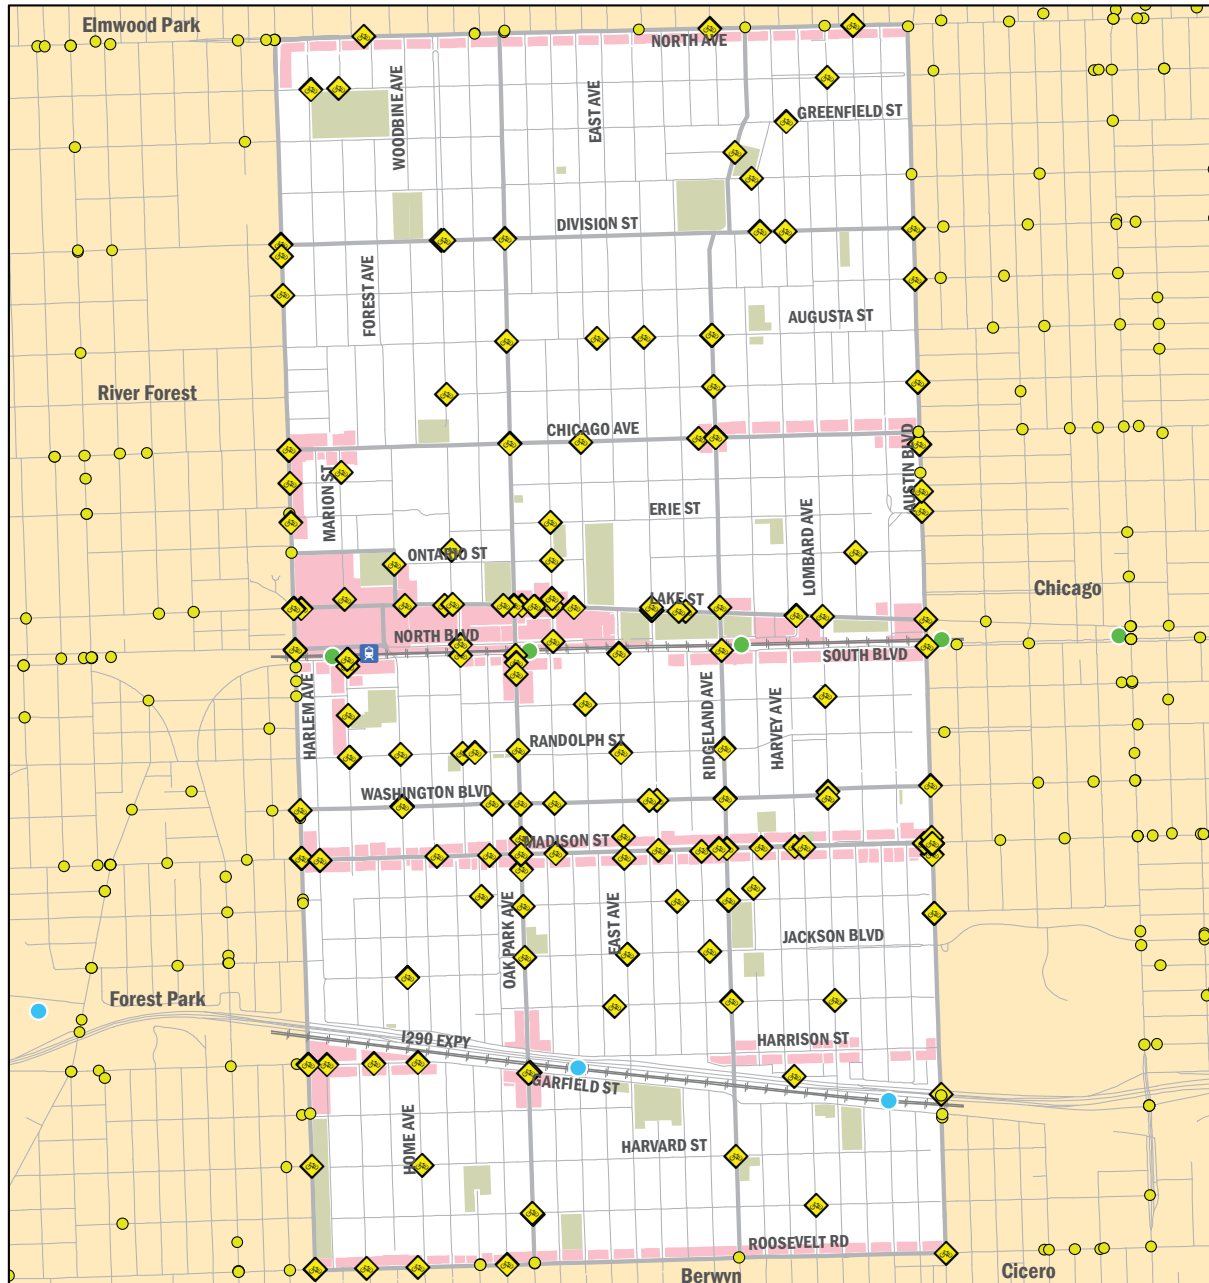 Elmwood Park
NORTH AVE
WOODBINE AVE
EAST AVE
GREENFIELD ST
DIVISION ST
FOREST AVE
AUGUSTA ST
River Forest
CHICAGO AVE
AUSTIN BLVD
MARION ST
ERIE ST
LOMBARD AVE
ONTARIO ST
Chicago
LAKE ST
NORTH BLVD
SOUTH BLVD
HARLEM AVE
RIDGELAND AVE
HARVEY AVE
RANDOLPH ST
WASHINGTON BLVD
MADISON ST
OAK PARK AVE
EAST AVE
JACKSON BLVD
Forest Park
I290 EXPY
HARRISON ST
GARFIELD ST
HOME AVE
HARVARD ST
ROOSEVELT RD
Berwyn
Cicero